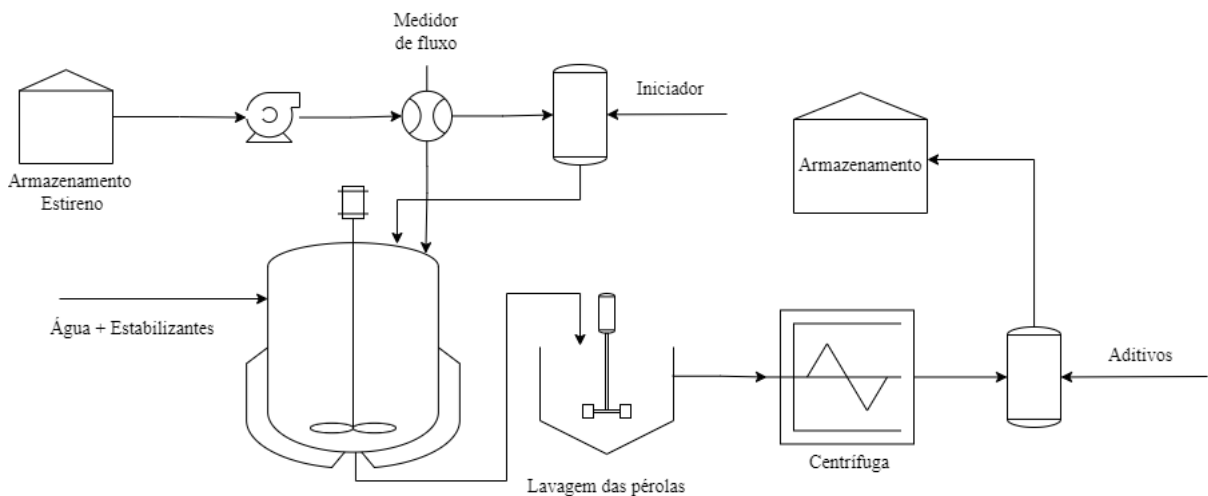 Medidor
de fluxo
Iniciador
Armazenamento
Estireno
Armazenamento
Água + Estabilizantes
Aditivos
Centrífuga
Lavagem das pérolas